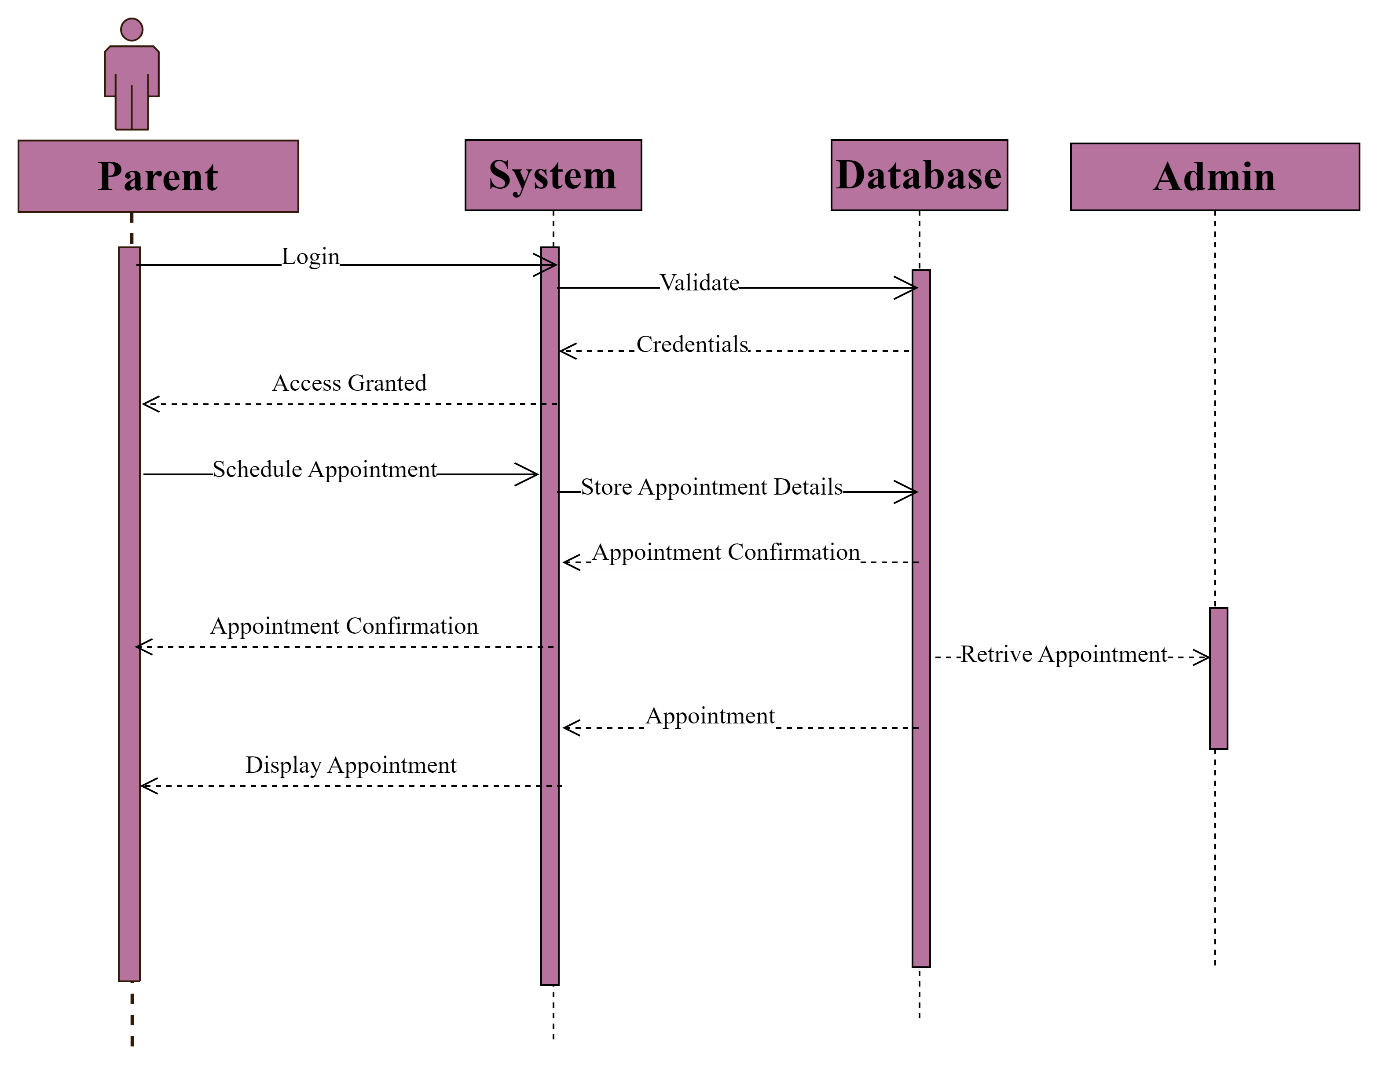 Parent
System
Database
Admin
Login
Validate
Credentials
Access Granted
Schedule Appointment
Store Appointment Details
Appointment Confirmation
Appointment Confirmation
Retrive Appointment
Appointment
Display Appointment